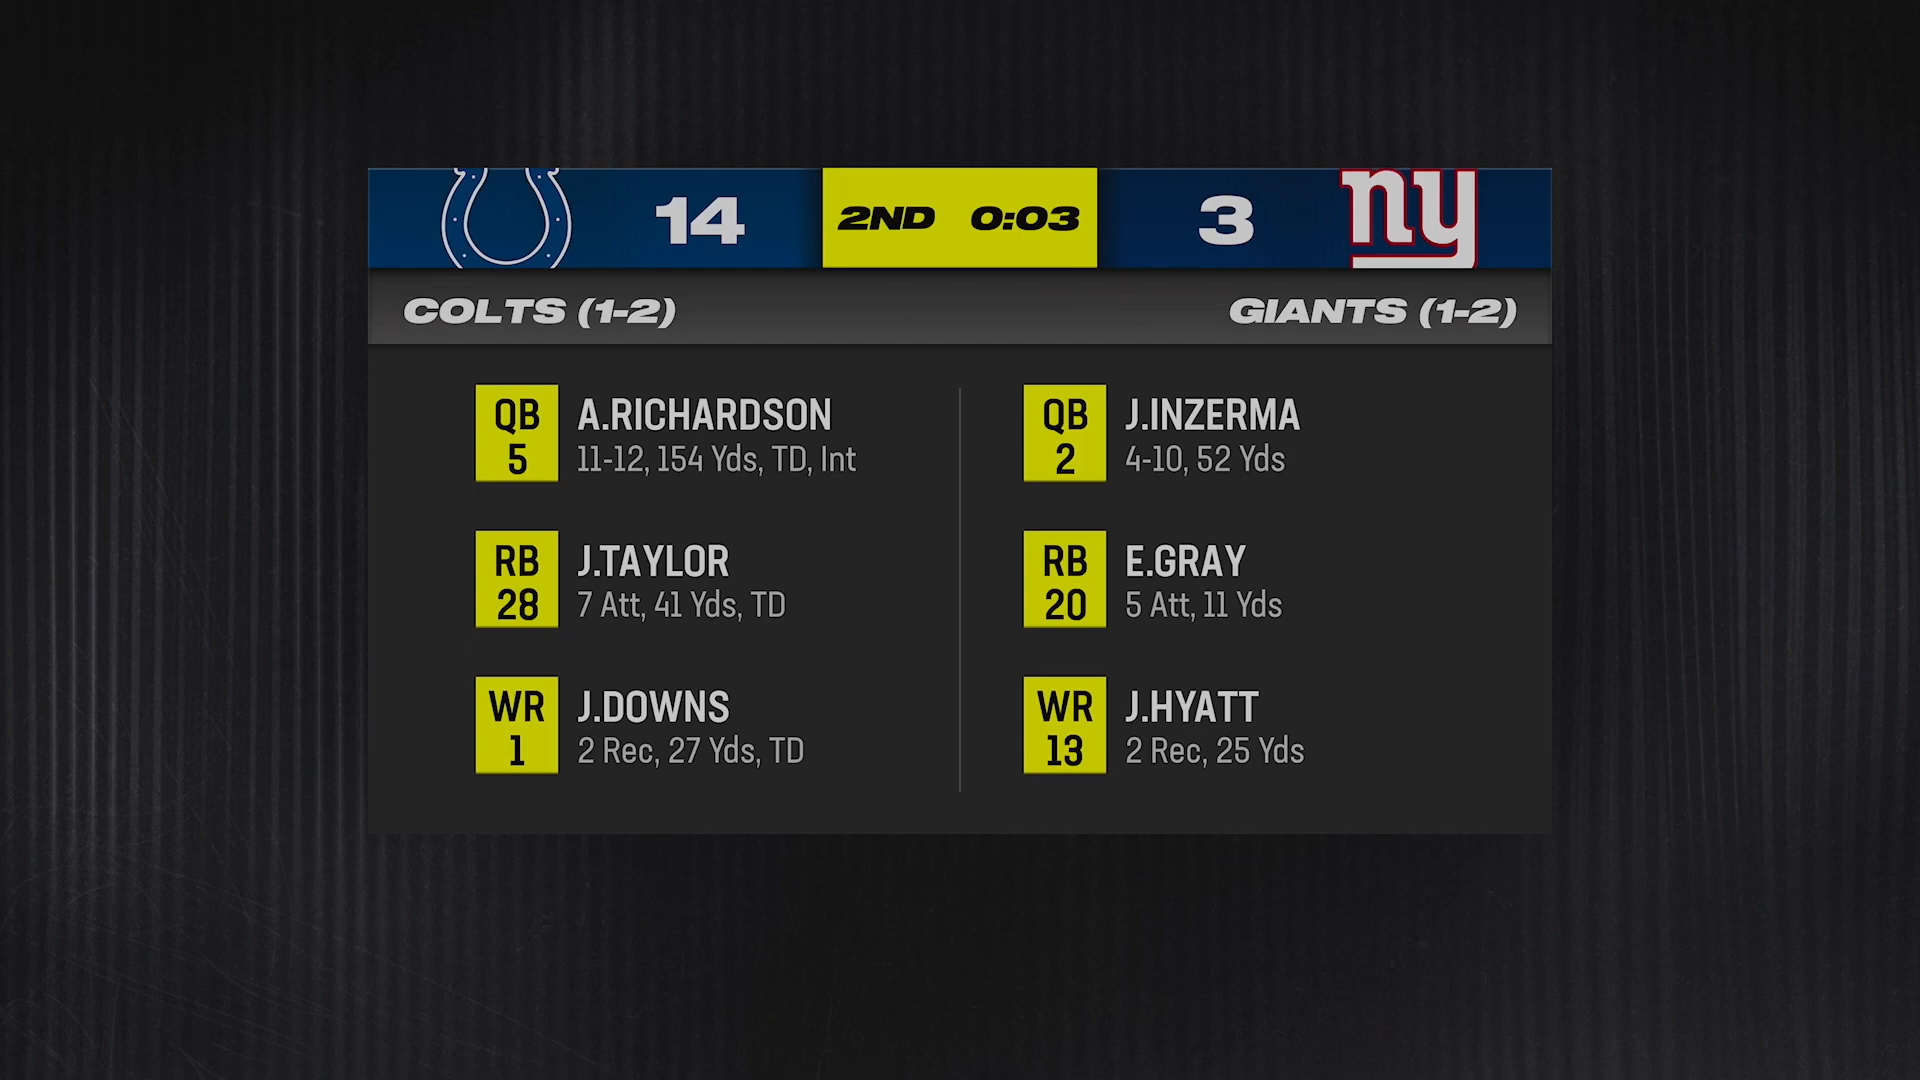 14 2ND 0:03 3 ny
COLTS (1-2) GIANTS (1-2)
QB 5 A.RICHARDSON
11-12, 154 Yds, TD, Int
RB 28 J.TAYLOR
7 Att, 41 Yds, TD
WR 1 J.DOWNS
2 Rec, 27 Yds, TD
QB 2 J.INZERMA
4-10, 52 Yds
RB 20 E.GRAY
5 Att, 11 Yds
WR 13 J.HYATT
2 Rec, 25 Yds